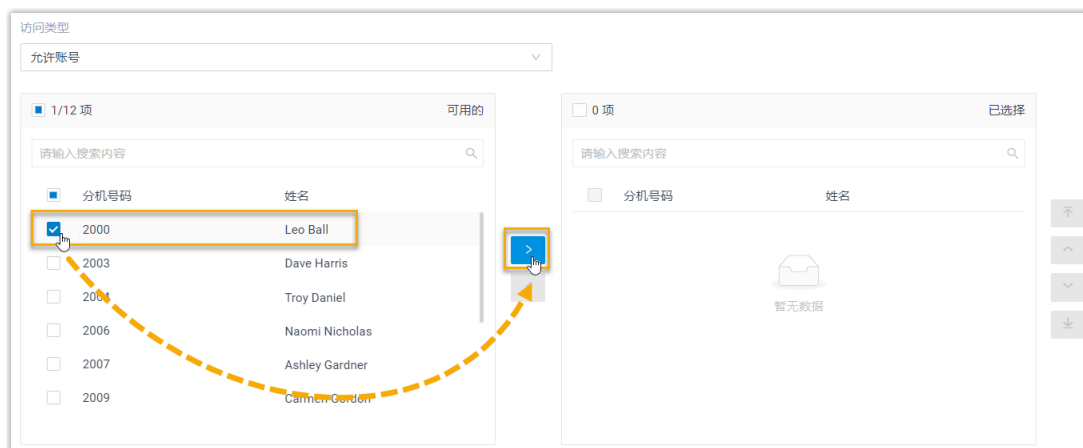 访问类型
允许账号
1/12 项 可用的
请输入搜索内容
分机号码 姓名
2000 Leo Ball
2003 Dave Harris
2004 Troy Daniel
2006 Naomi Nicholas
2007 Ashley Gardner
2009 Carmen Gordon
0 项 已选择
请输入搜索内容
分机号码 姓名
暂无数据